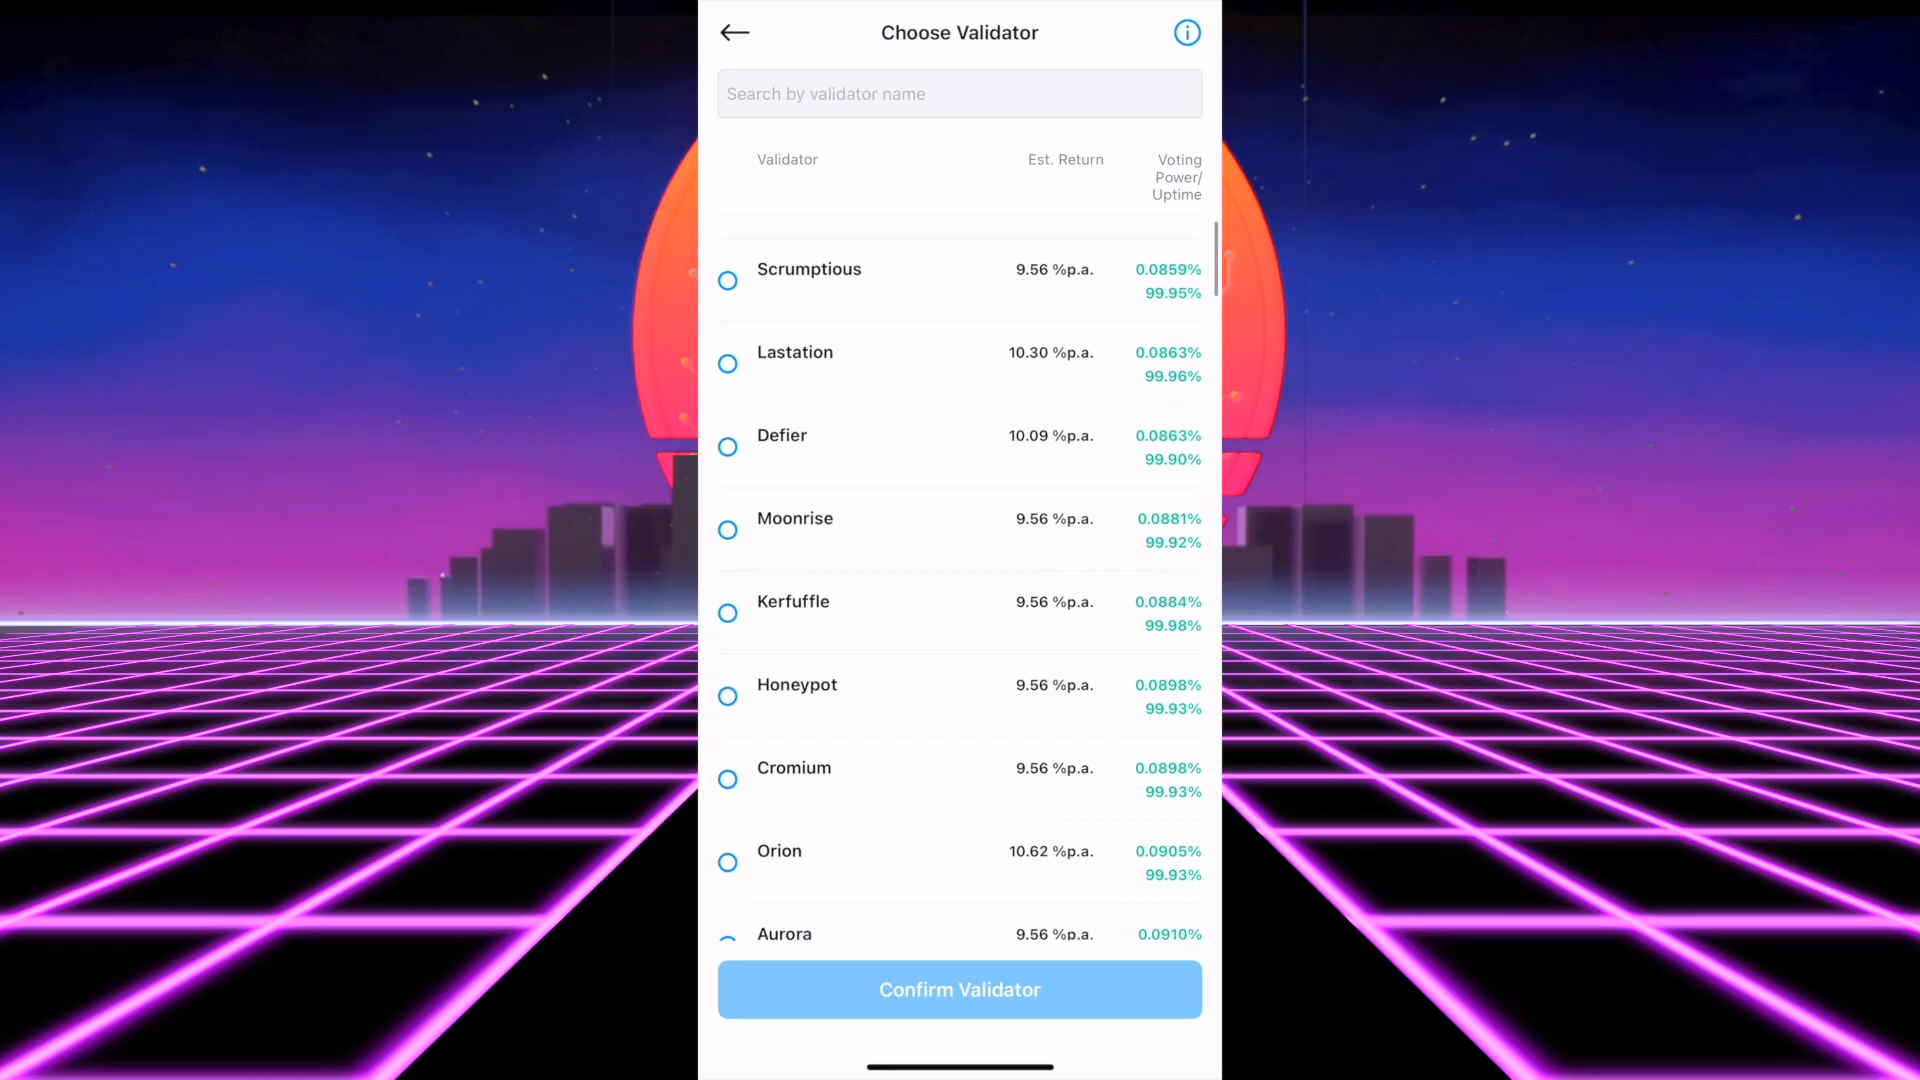 Choose Validator
Search by validator name
Validator Est. Return Voting
Power/
Uptime
Scrumptious 9.56 %p.a. 0.0859%
99.95%
Lastation 10.30 %p.a. 0.0863%
99.96%
Defier 10.09 %p.a. 0.0863%
99.90%
Moonrise 9.56 %p.a. 0.0881%
99.92%
Kerfuffle 9.56 %p.a. 0.0884%
99.98%
Honeypot 9.56 %p.a. 0.0898%
99.93%
Cromium 9.56 %p.a. 0.0898%
99.93%
Orion 10.62 %p.a. 0.0905%
99.93%
Aurora 9.56 %p.a. 0.0910%
Confirm Validator